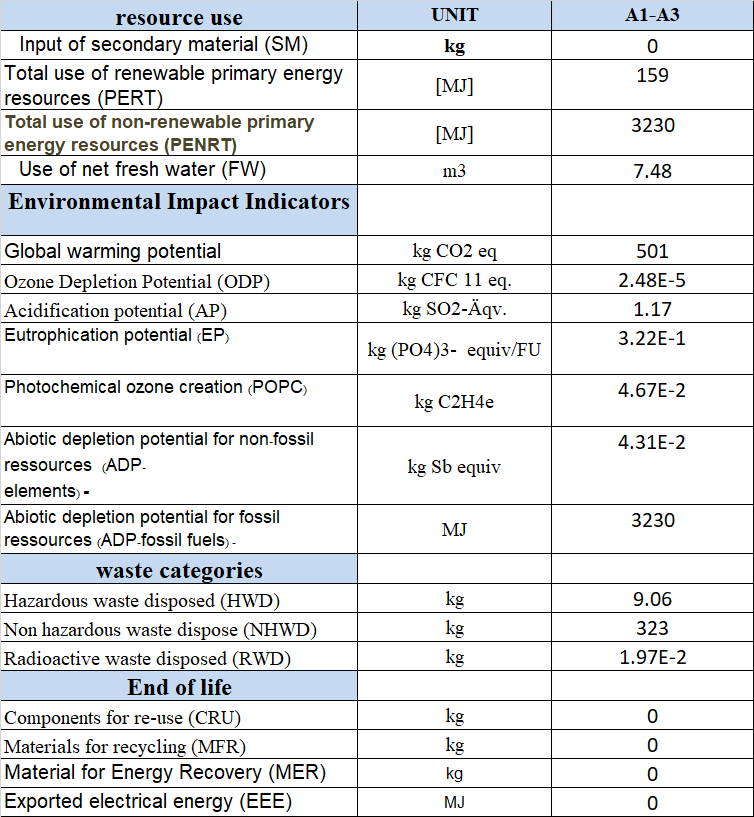 resource use UNIT A1-A3
Input of secondary material (SM) kg 0
Total use of renewable primary energy
resources (PERT) [MJ] 159
Total use of non-renewable primary
energy resources (PENRT) [MJ] 3230
Use of net fresh water (FW) m3 7.48
Environmental Impact Indicators
Global warming potential kg CO2 eq 501
Ozone Depletion Potential (ODP) kg CFC 11 eq. 2.48E-5
Acidification potential (AP) kg SO2-Äqv. 1.17
Eutrophication potential (EP) kg (PO4)3- equiv/FU 3.22E-1
Photochemical ozone creation (POPC) kg C2H4e 4.67E-2
Abiotic depletion potential for non-fossil
ressources (ADP-
elements) - kg Sb equiv 4.31E-2
Abiotic depletion potential for fossil
ressources (ADP-fossil fuels) - MJ 3230
waste categories
Hazardous waste disposed (HWD) kg 9.06
Non hazardous waste dispose (NHWD) kg 323
Radioactive waste disposed (RWD) kg 1.97E-2
End of life
Components for re-use (CRU) kg 0
Materials for recycling (MFR) kg 0
Material for Energy Recovery (MER) kg 0
Exported electrical energy (EEE) MJ 0